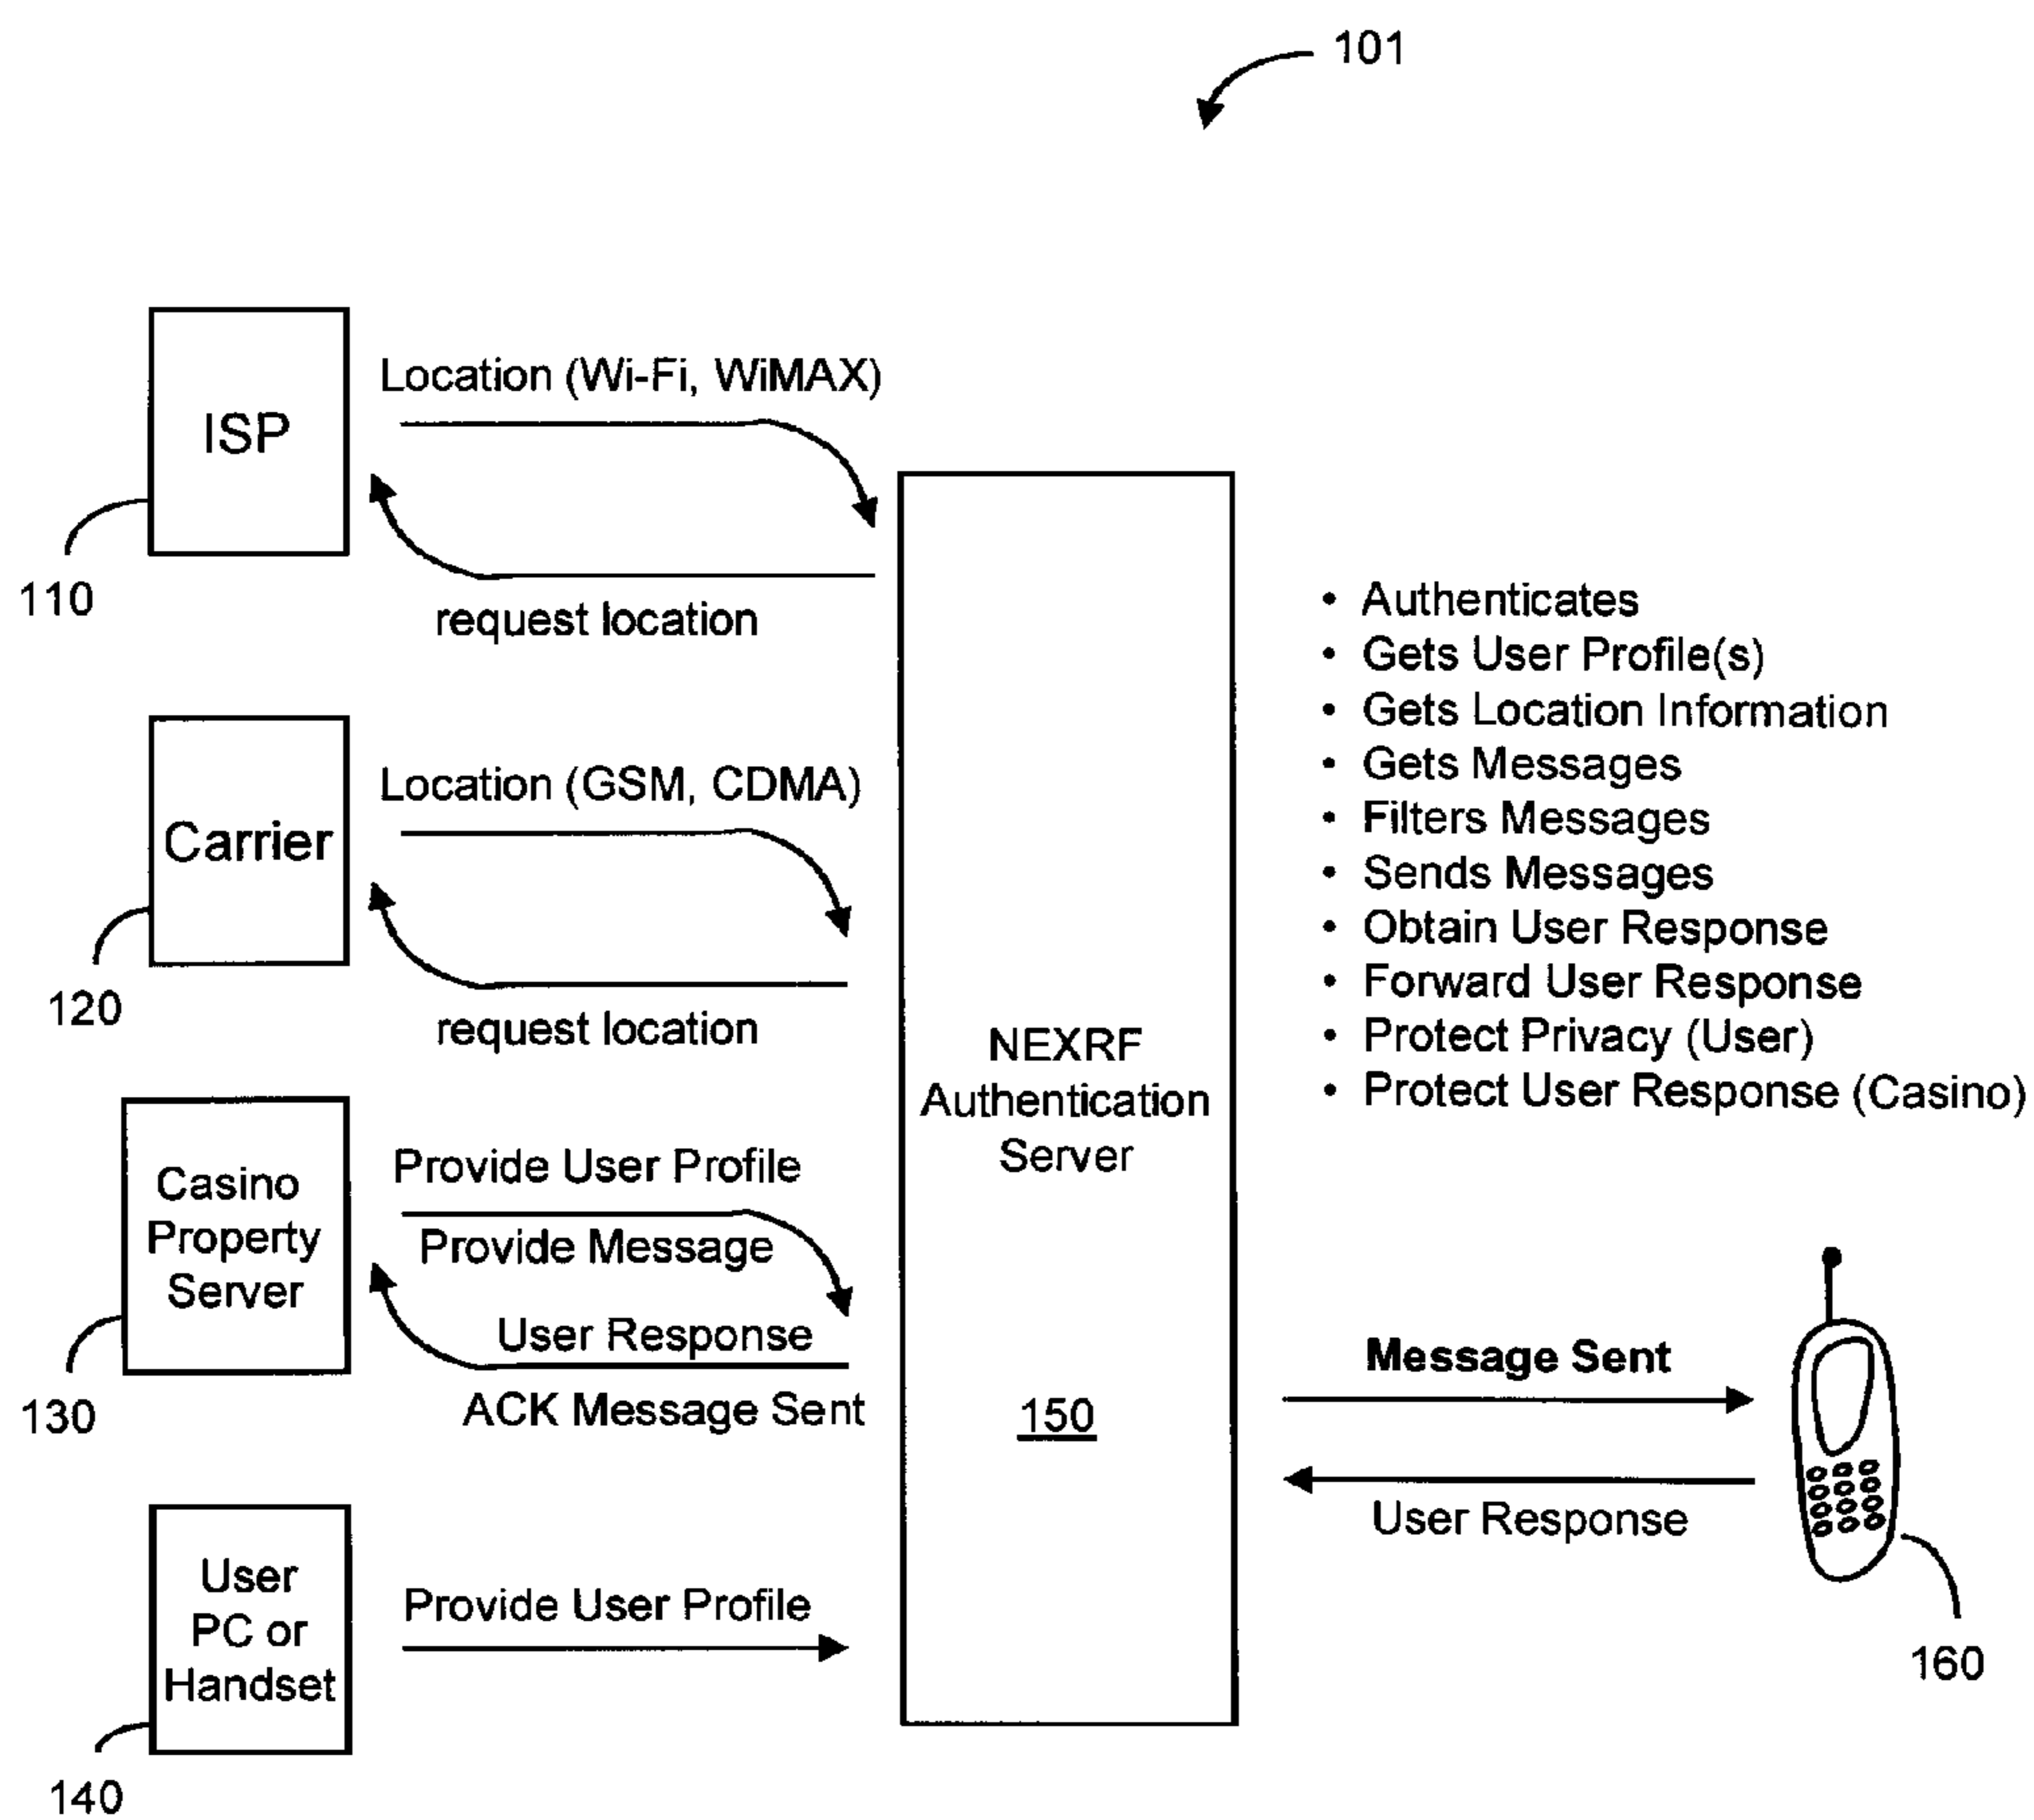 101
ISP
Location (Wi-Fi, WiMAX)
request location
110
Carrier
Location (GSM, CDMA)
request location
120
Casino
Property
Server
Provide User Profile
Provide Message
User Response
ACK Message Sent
130
User
PC or
Handset
Provide User Profile
140
NEXRF
Authentication
Server
150
• Authenticates
• Gets User Profile(s)
• Gets Location Information
• Gets Messages
• Filters Messages
• Sends Messages
• Obtain User Response
• Forward User Response
• Protect Privacy (User)
• Protect User Response (Casino)
Message Sent
User Response
160